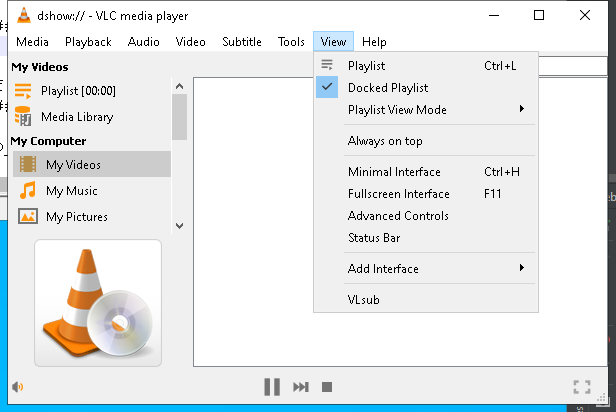 dshow:// - VLC media player
Media Playback Audio Video Subtitle Tools View Help
My Videos
Playlist [00:00]
Media Library
My Computer
My Videos
My Music
My Pictures
Playlist Ctrl+L
Docked Playlist
Playlist View Mode
Always on top
Minimal Interface Ctrl+H
Fullscreen Interface F11
Advanced Controls
Status Bar
Add Interface
VLsub